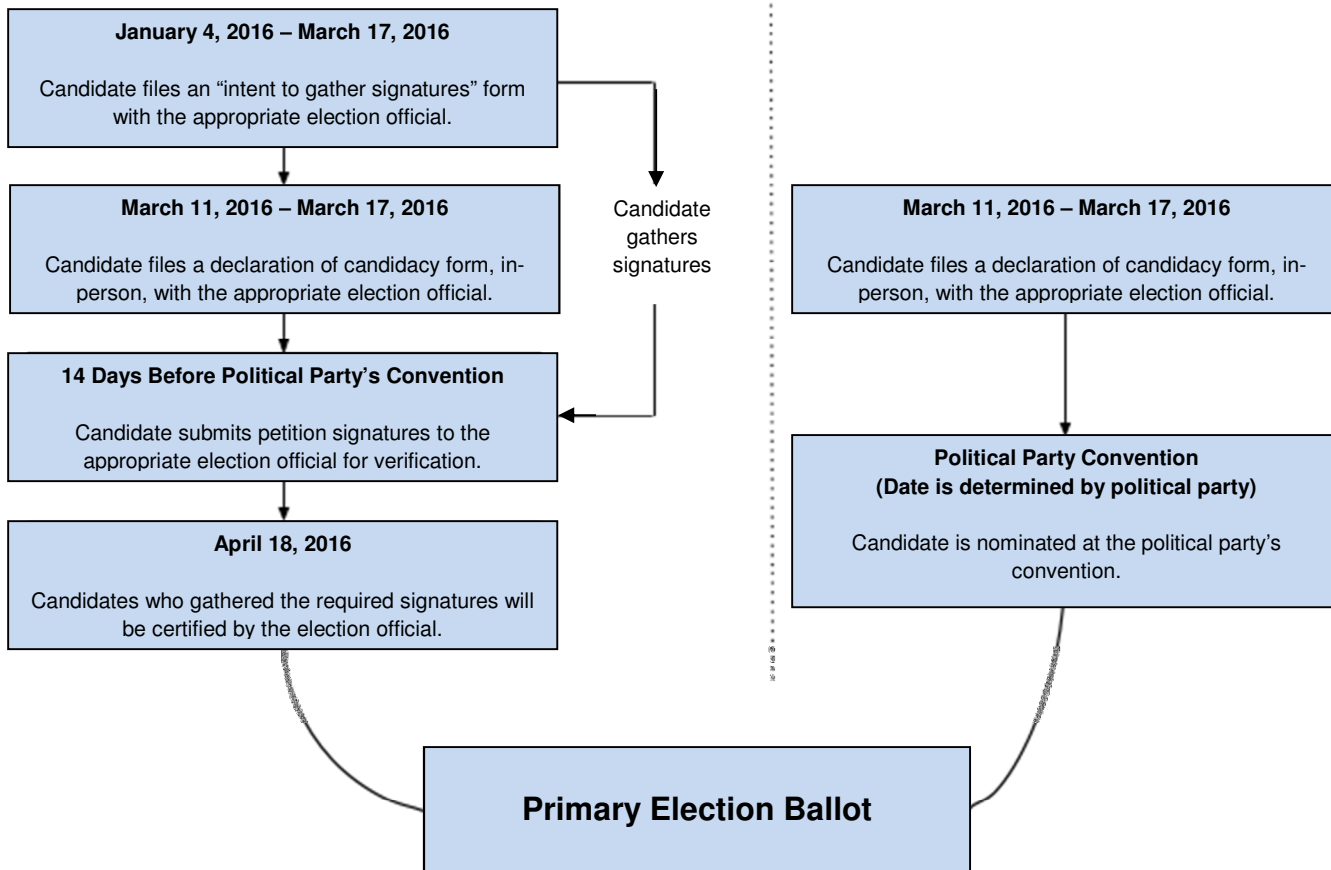 January 4, 2016 – March 17, 2016
Candidate files an “intent to gather signatures” form
with the appropriate election official.
March 11, 2016 – March 17, 2016
Candidate files a declaration of candidacy form, in-
person, with the appropriate election official.
Candidate
gathers
signatures
14 Days Before Political Party’s Convention
Candidate submits petition signatures to the
appropriate election official for verification.
April 18, 2016
Candidates who gathered the required signatures will
be certified by the election official.
March 11, 2016 – March 17, 2016
Candidate files a declaration of candidacy form, in-
person, with the appropriate election official.
Political Party Convention
(Date is determined by political party)
Candidate is nominated at the political party’s
convention.
Primary Election Ballot